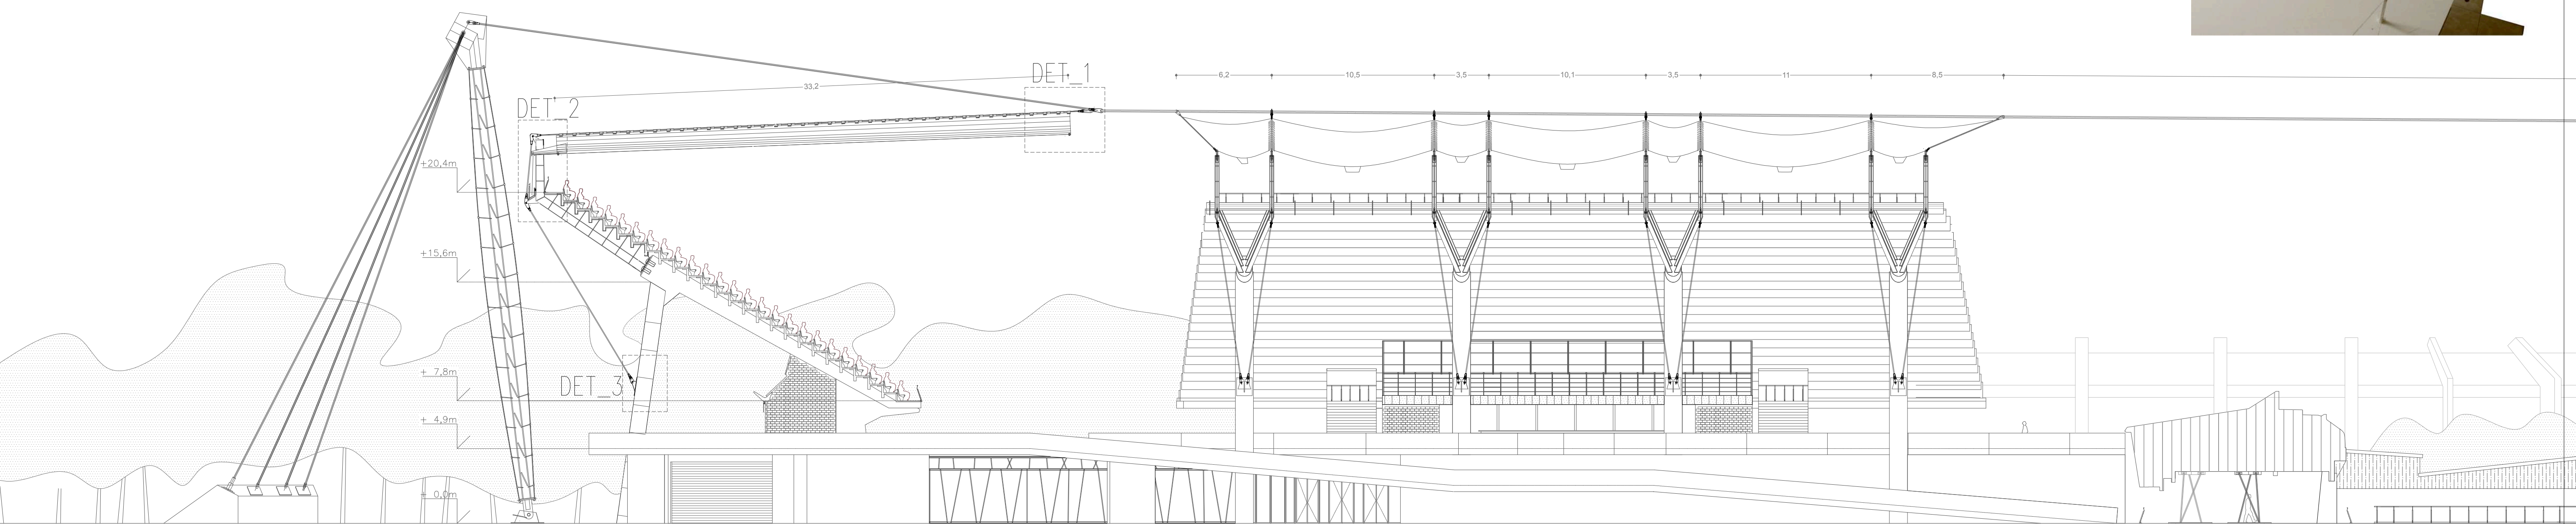 DET_1
6,2
10,5
3,5
10,1
3,5
11
8,5
33,2
DET_2
+20,4m
+15,6m
+ 7,8m
DET_3
+ 4,9m
+ 0,0m